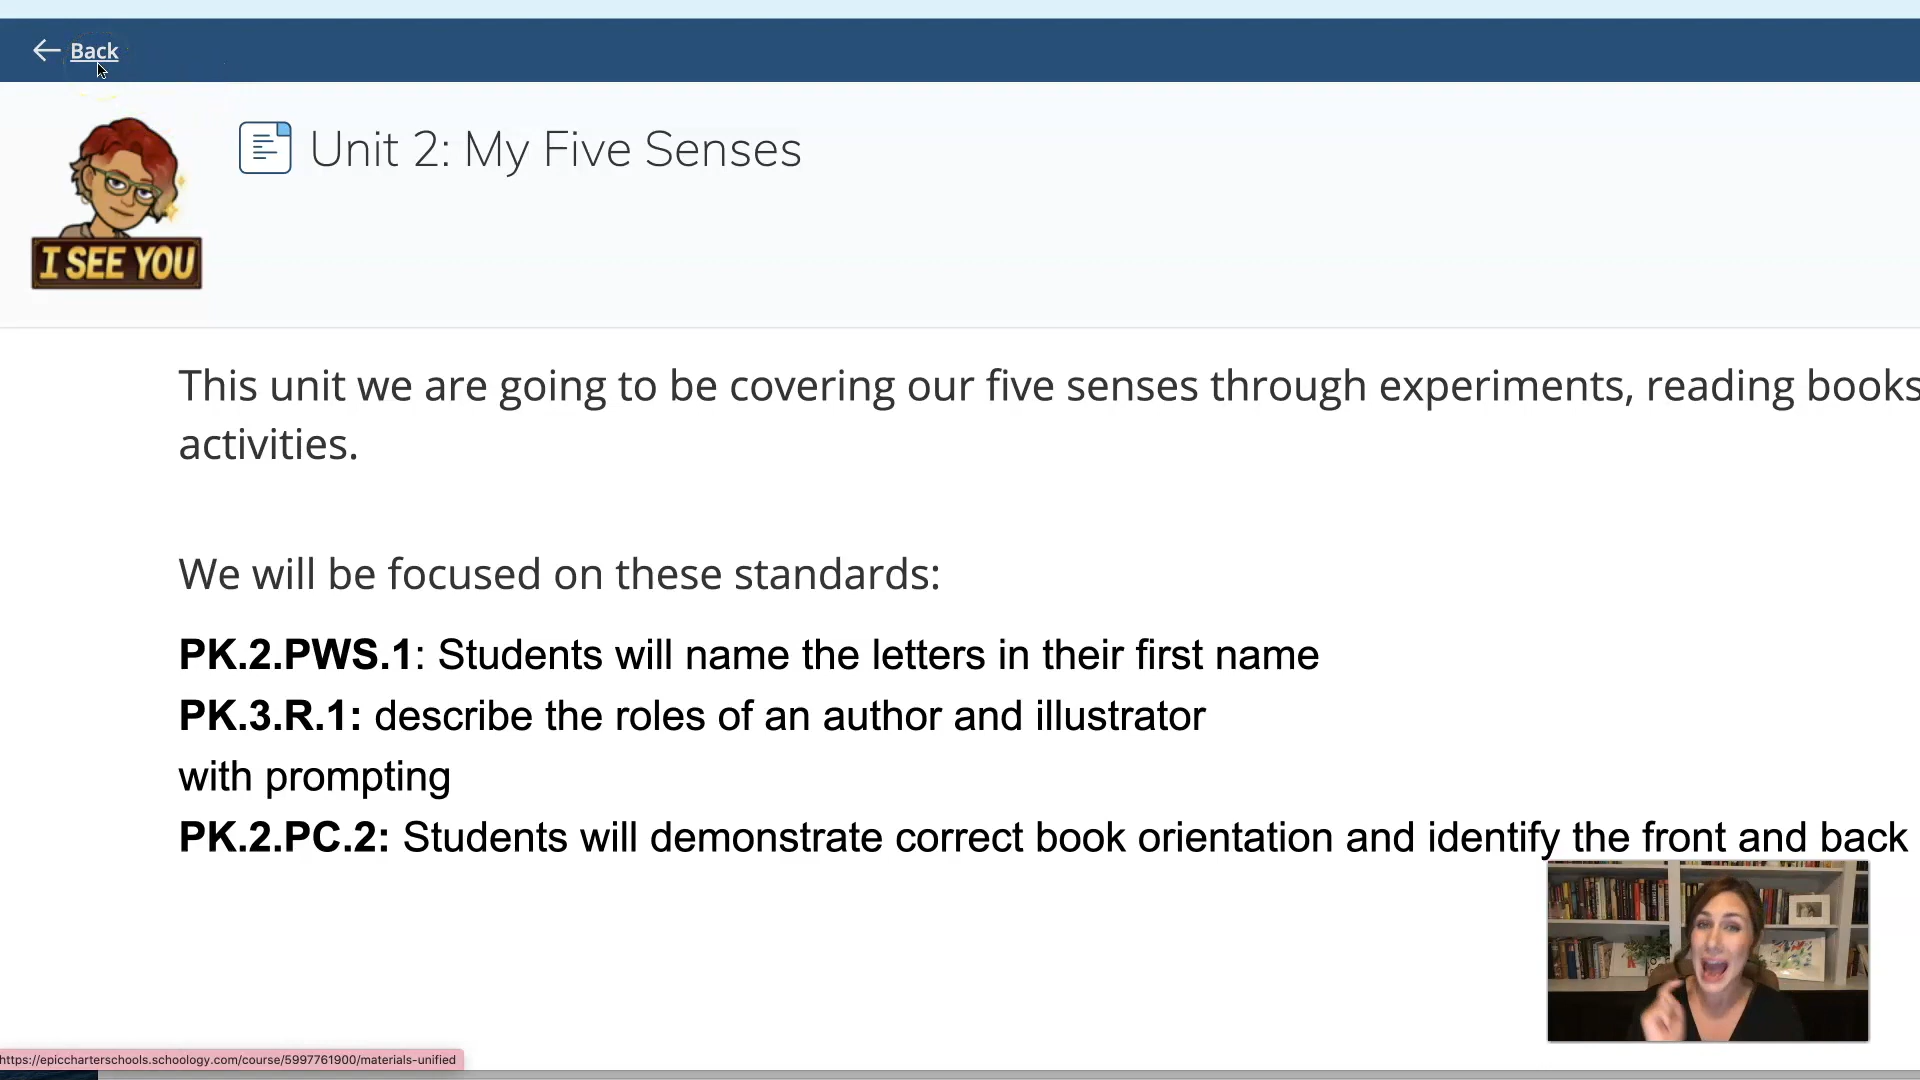 Back
I SEE YOU
Unit 2: My Five Senses
This unit we are going to be covering our five senses through experiments, reading books
activities.
We will be focused on these standards:
PK.2.PWS.1: Students will name the letters in their first name
PK.3.R.1: describe the roles of an author and illustrator
with prompting
PK.2.PC.2: Students will demonstrate correct book orientation and identify the front and back
https://epiccharterschools.schoology.com/course/5997761900/materials-unified